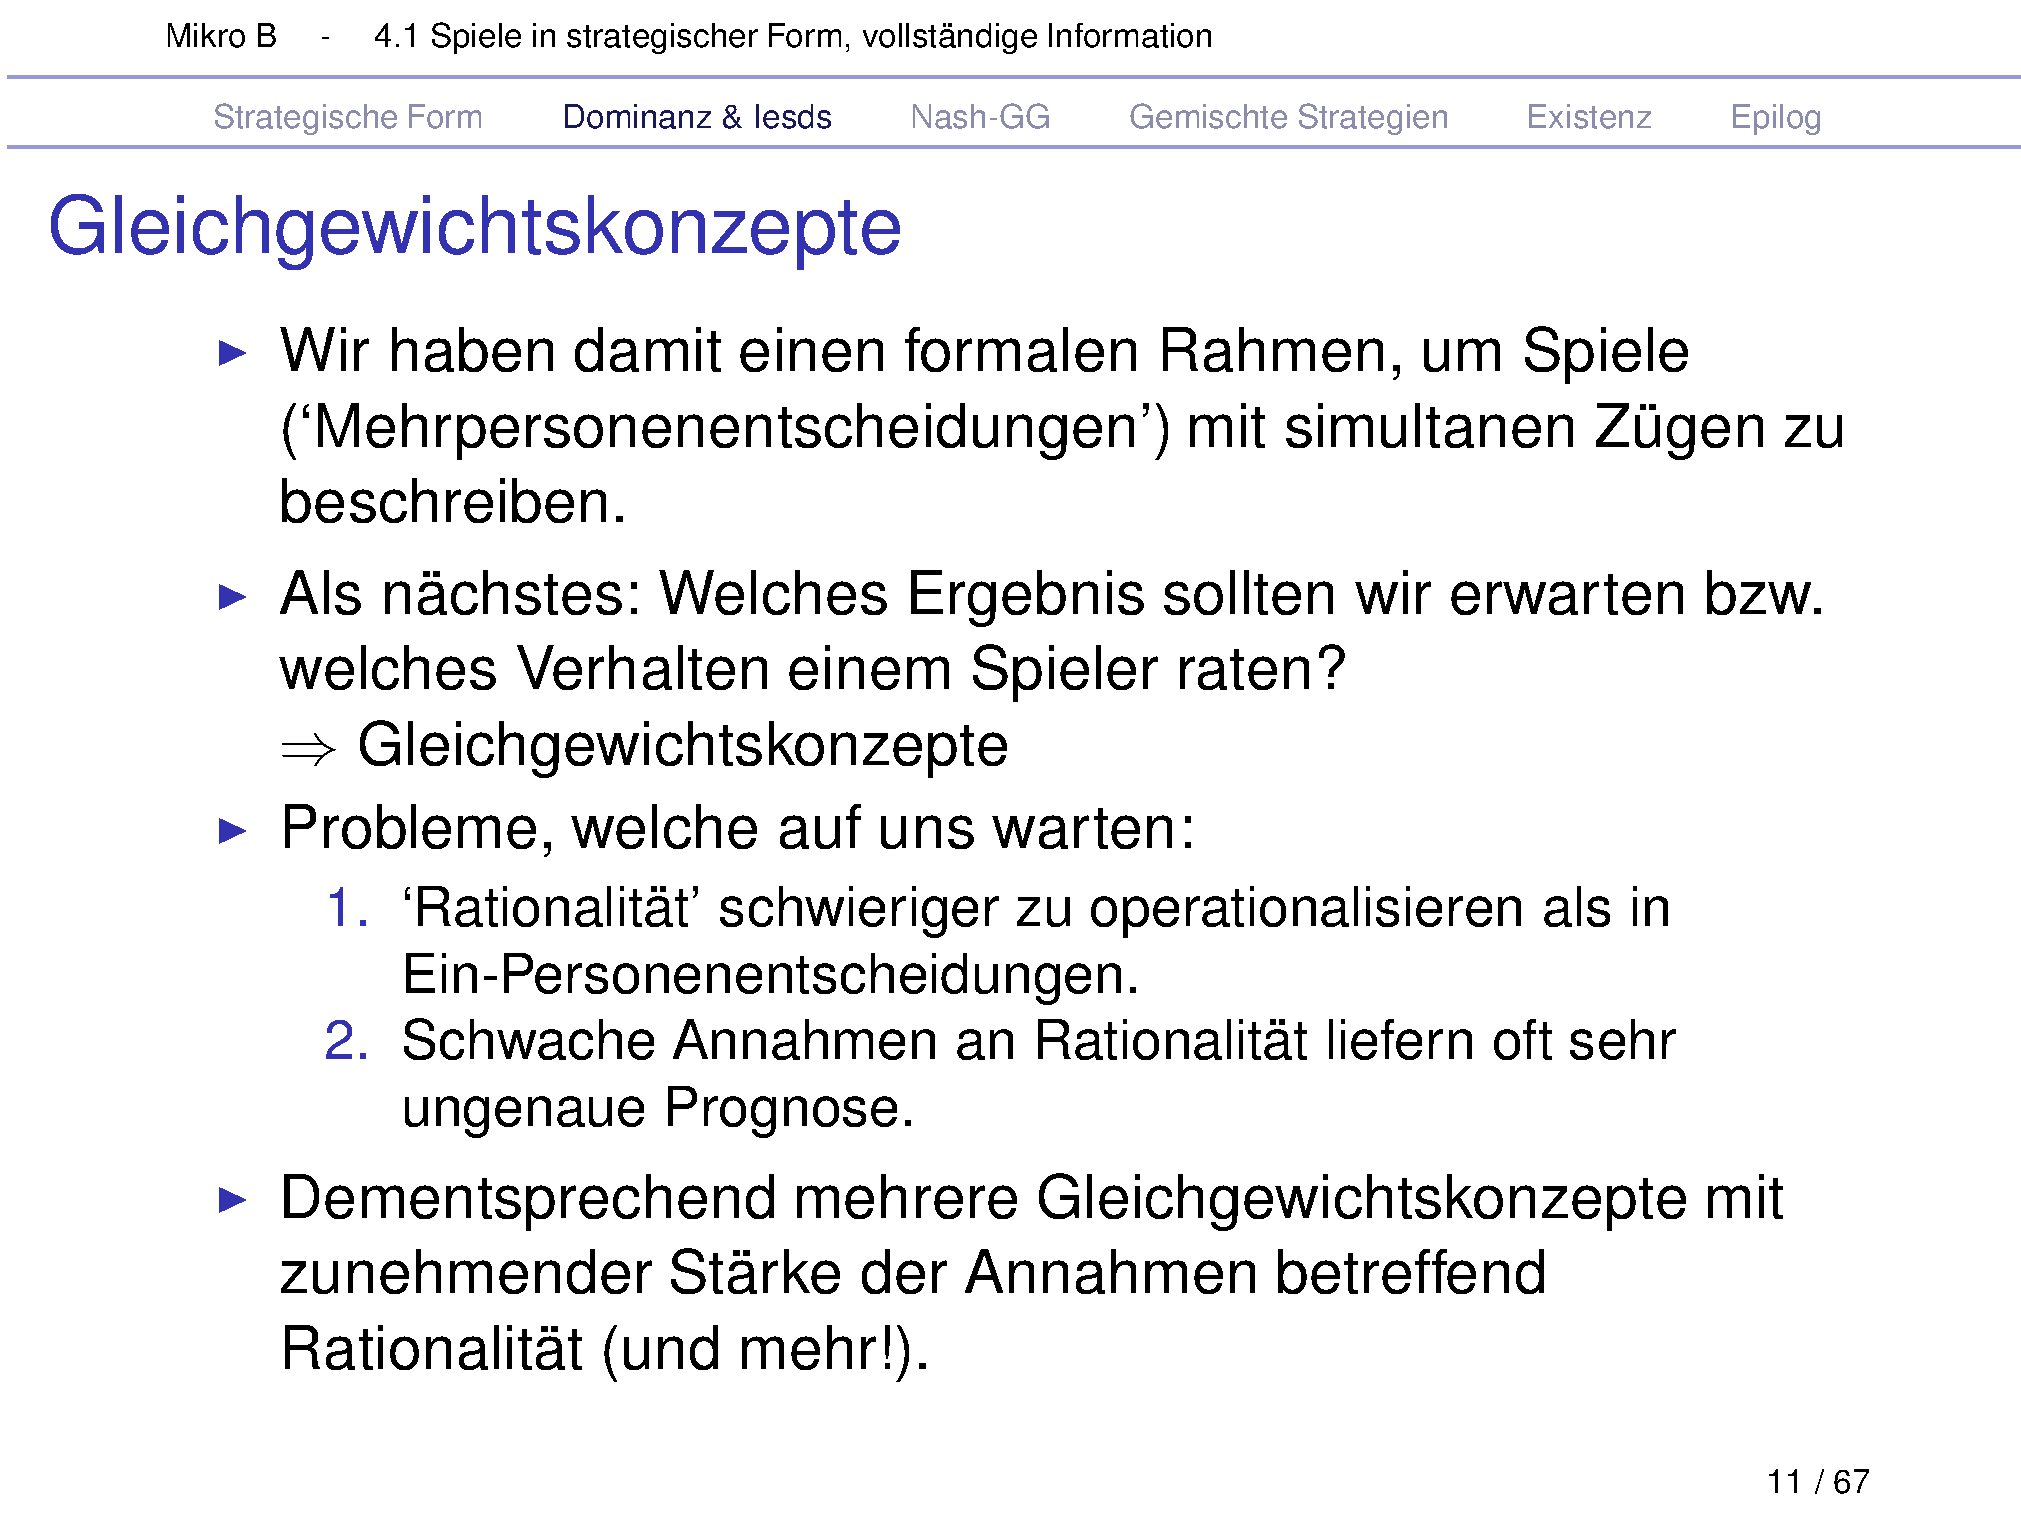 Mikro B - 4.1 Spiele in strategischer Form, vollständige Information
Strategische Form Dominanz & Iesds Nash-GG Gemischte Strategien Existenz Epilog
Gleichgewichtskonzepte
▶ Wir haben damit einen formalen Rahmen, um Spiele
(‘Mehrpersonenentscheidungen’) mit simultanen Zügen zu
beschreiben.
▶ Als nächstes: Welches Ergebnis sollten wir erwarten bzw.
welches Verhalten einem Spieler raten?
⇒ Gleichgewichtskonzepte
▶ Probleme, welche auf uns warten:
1. ‘Rationalität’ schwieriger zu operationalisieren als in
Ein-Personenentscheidungen.
2. Schwache Annahmen an Rationalität liefern oft sehr
ungenaue Prognose.
▶ Dementsprechend mehrere Gleichgewichtskonzepte mit
zunehmender Stärke der Annahmen betreffend
Rationalität (und mehr!).
11 / 67